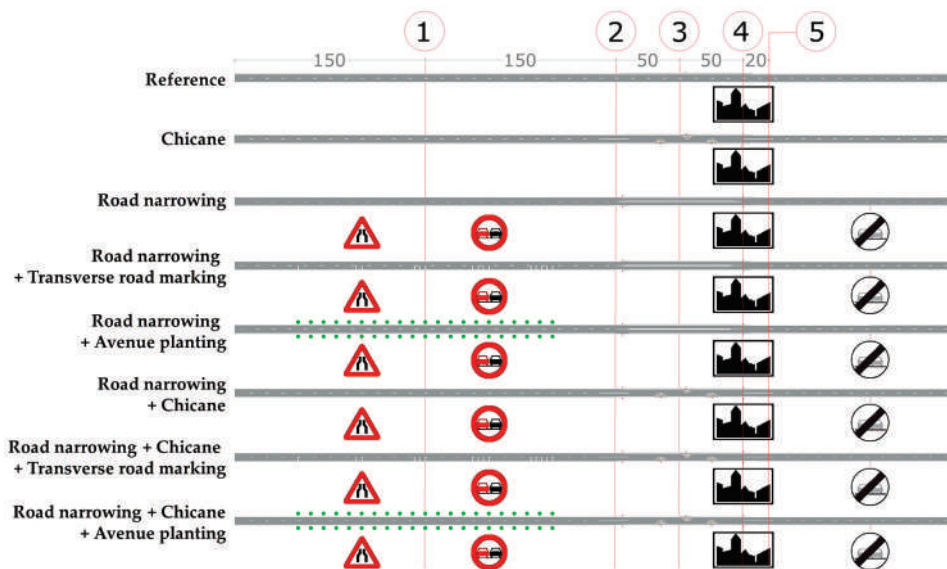 1 2 3 4 5
150 150 50 50 20
Reference
Chicane
Road narrowing
Road narrowing
+ Transverse road marking
Road narrowing
+ Avenue planting
Road narrowing
+ Chicane
Road narrowing + Chicane
+ Transverse road marking
Road narrowing + Chicane
+ Avenue planting